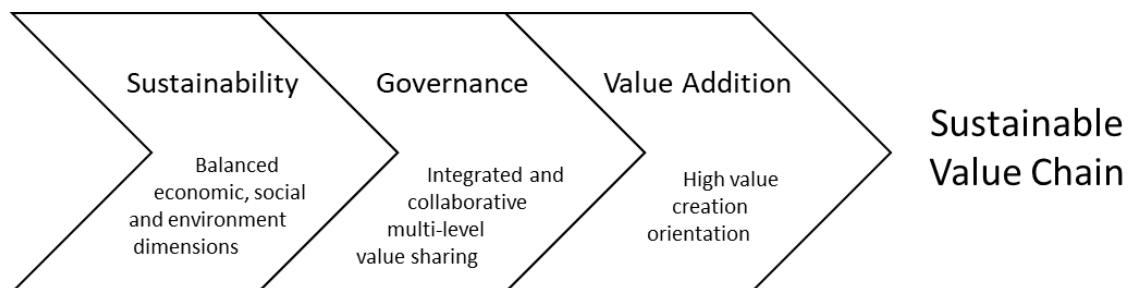 Sustainability
Balanced
economic, social
and environment
dimensions
Governance
Integrated and
collaborative
multi-level
value sharing
Value Addition
High value
creation
orientation
Sustainable
Value Chain